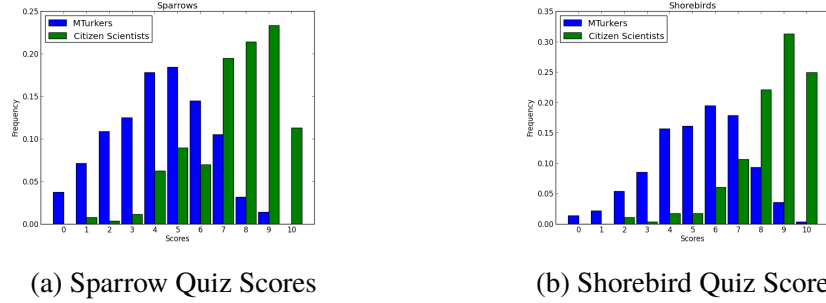 Sparrows
MTurkers
Citizen Scientists
0.25
0.20
0.15
0.10
0.05
0.00
Frequency
0 1 2 3 4 5 6 7 8 9 10
Scores
(a) Sparrow Quiz Scores
Shorebirds
MTurkers
Citizen Scientists
0.35
0.30
0.25
0.20
0.15
0.10
0.05
0.00
Frequency
0 1 2 3 4 5 6 7 8 9 10
Scores
(b) Shorebird Quiz Score